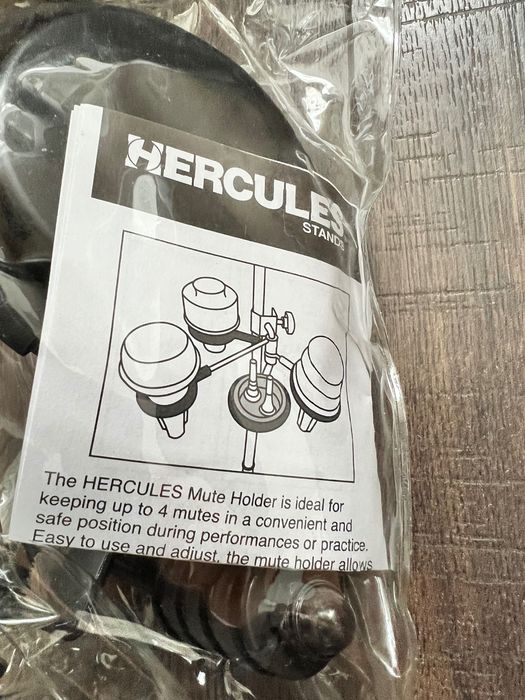 HERCULES
STANDS
The HERCULES Mute Holder is ideal for
keeping up to 4 mutes in a convenient and
safe position during performances or practice.
Easy to use and adjust, the mute holder allows